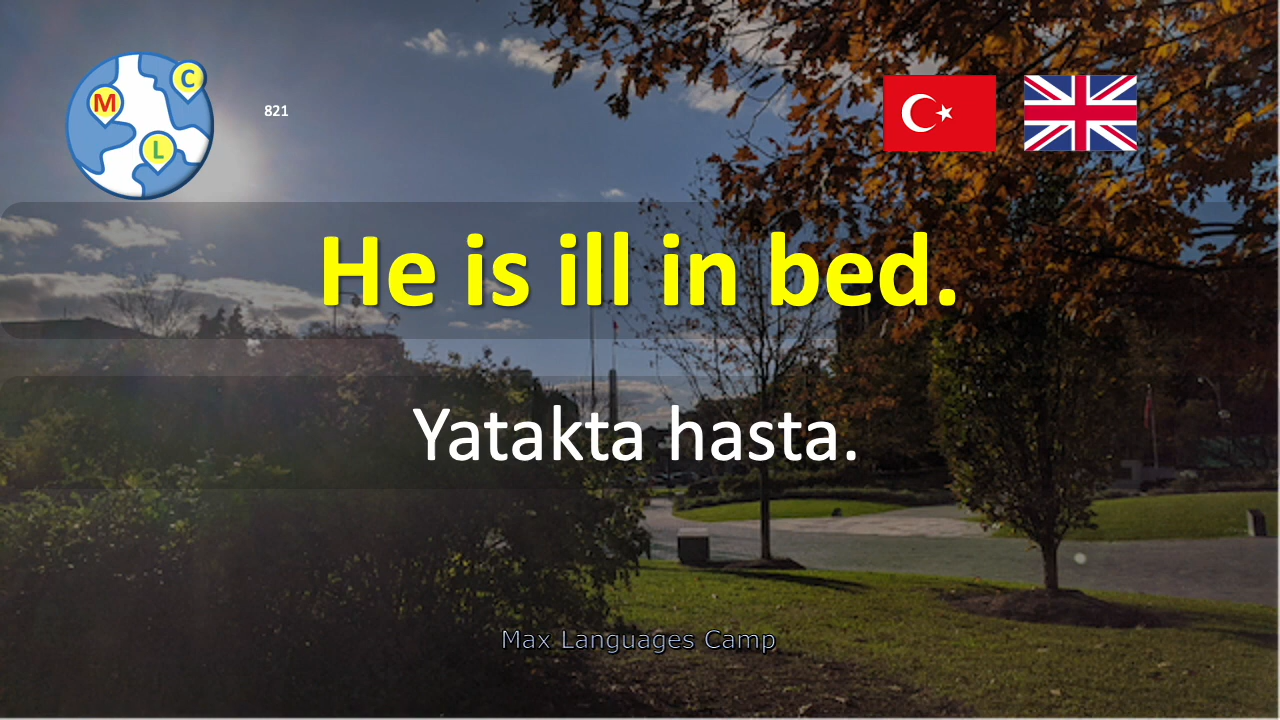 C
M
L
821
He is ill in bed.
Yatakta hasta.
Max Languages Camp